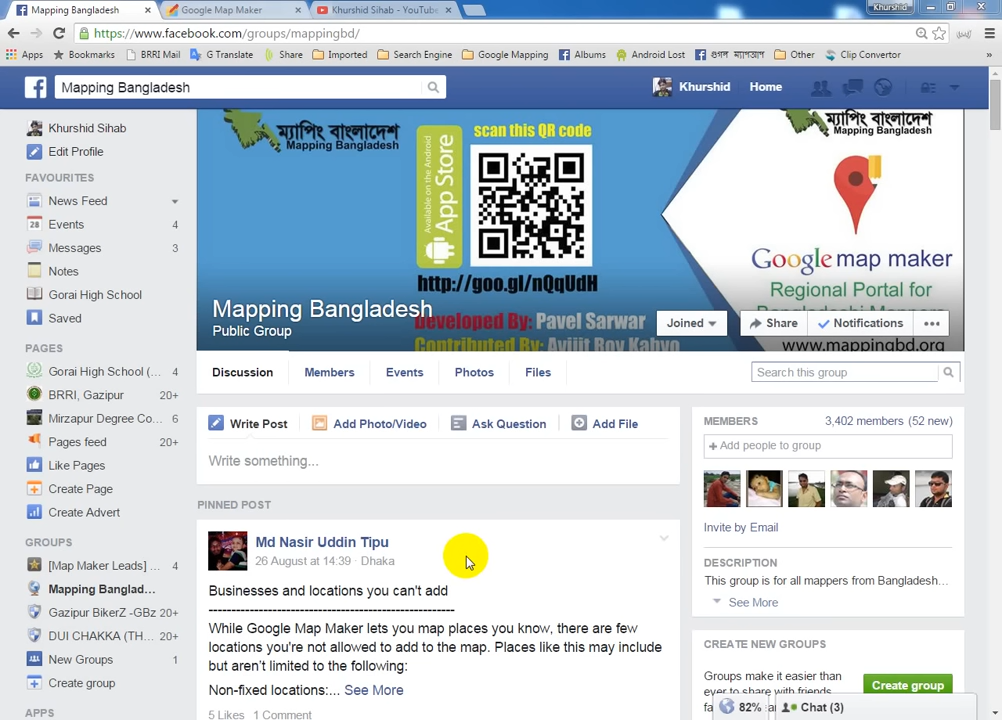 Mapping Bangladesh
Google Map Maker
Khurshid Sihab - YouTube
Khurshid
https://www.facebook.com/groups/mappingbd/
Apps
Bookmarks
BRRI Mail
G Translate
Share
Imported
Search Engine
Google Mapping
Albums
Android Lost
গুগল ম্যাপ
Other
Clip Convertor
Mapping Bangladesh
Khurshid
Home
Khurshid Sihab
Edit Profile
FAVOURITES
News Feed
Events 4
Messages 3
Notes
Gorai High School
Saved
PAGES
Gorai High School (... 4
BRRI, Gazipur 20+
Mirzapur Degree Co... 6
Pages feed 20+
Like Pages
Create Page
Create Advert
GROUPS
[Map Maker Leads] ... 4
Mapping Banglad...
Gazipur BikerZ -GBz 20+
DUI CHAKKA (TH... 20+
New Groups 1
Create group
APPS
ম্যাপিং বাংলাদেশ
Mapping Bangladesh
Available on the Android
App Store
scan this QR code
http://goo.gl/nQqUdH
Developed By: Pavel Sarwar
Contributed By: Avijit Roy Kabyo
ম্যাপিং বাংলাদেশ
Mapping Bangladesh
Google map maker
Regional Portal for
Bangladeshi Mappers
www.mappingbd.org
Mapping Bangladesh
Public Group
Joined
Share
Notifications
Discussion
Members
Events
Photos
Files
Search this group
Write Post
Add Photo/Video
Ask Question
Add File
Write something...
PINNED POST
Md Nasir Uddin Tipu
26 August at 14:39 · Dhaka
Businesses and locations you can't add
--------------------------------------------------
While Google Map Maker lets you map places you know, there are few
locations you're not allowed to add to the map. Places like this may include
but aren't limited to the following:
Non-fixed locations:... See More
5 Likes 1 Comment
MEMBERS
3,402 members (52 new)
+ Add people to group
Invite by Email
DESCRIPTION
This group is for all mappers from Bangladesh...
See More
CREATE NEW GROUPS
Groups make it easier than
ever to share with friends,
Create group
82%
Chat (3)